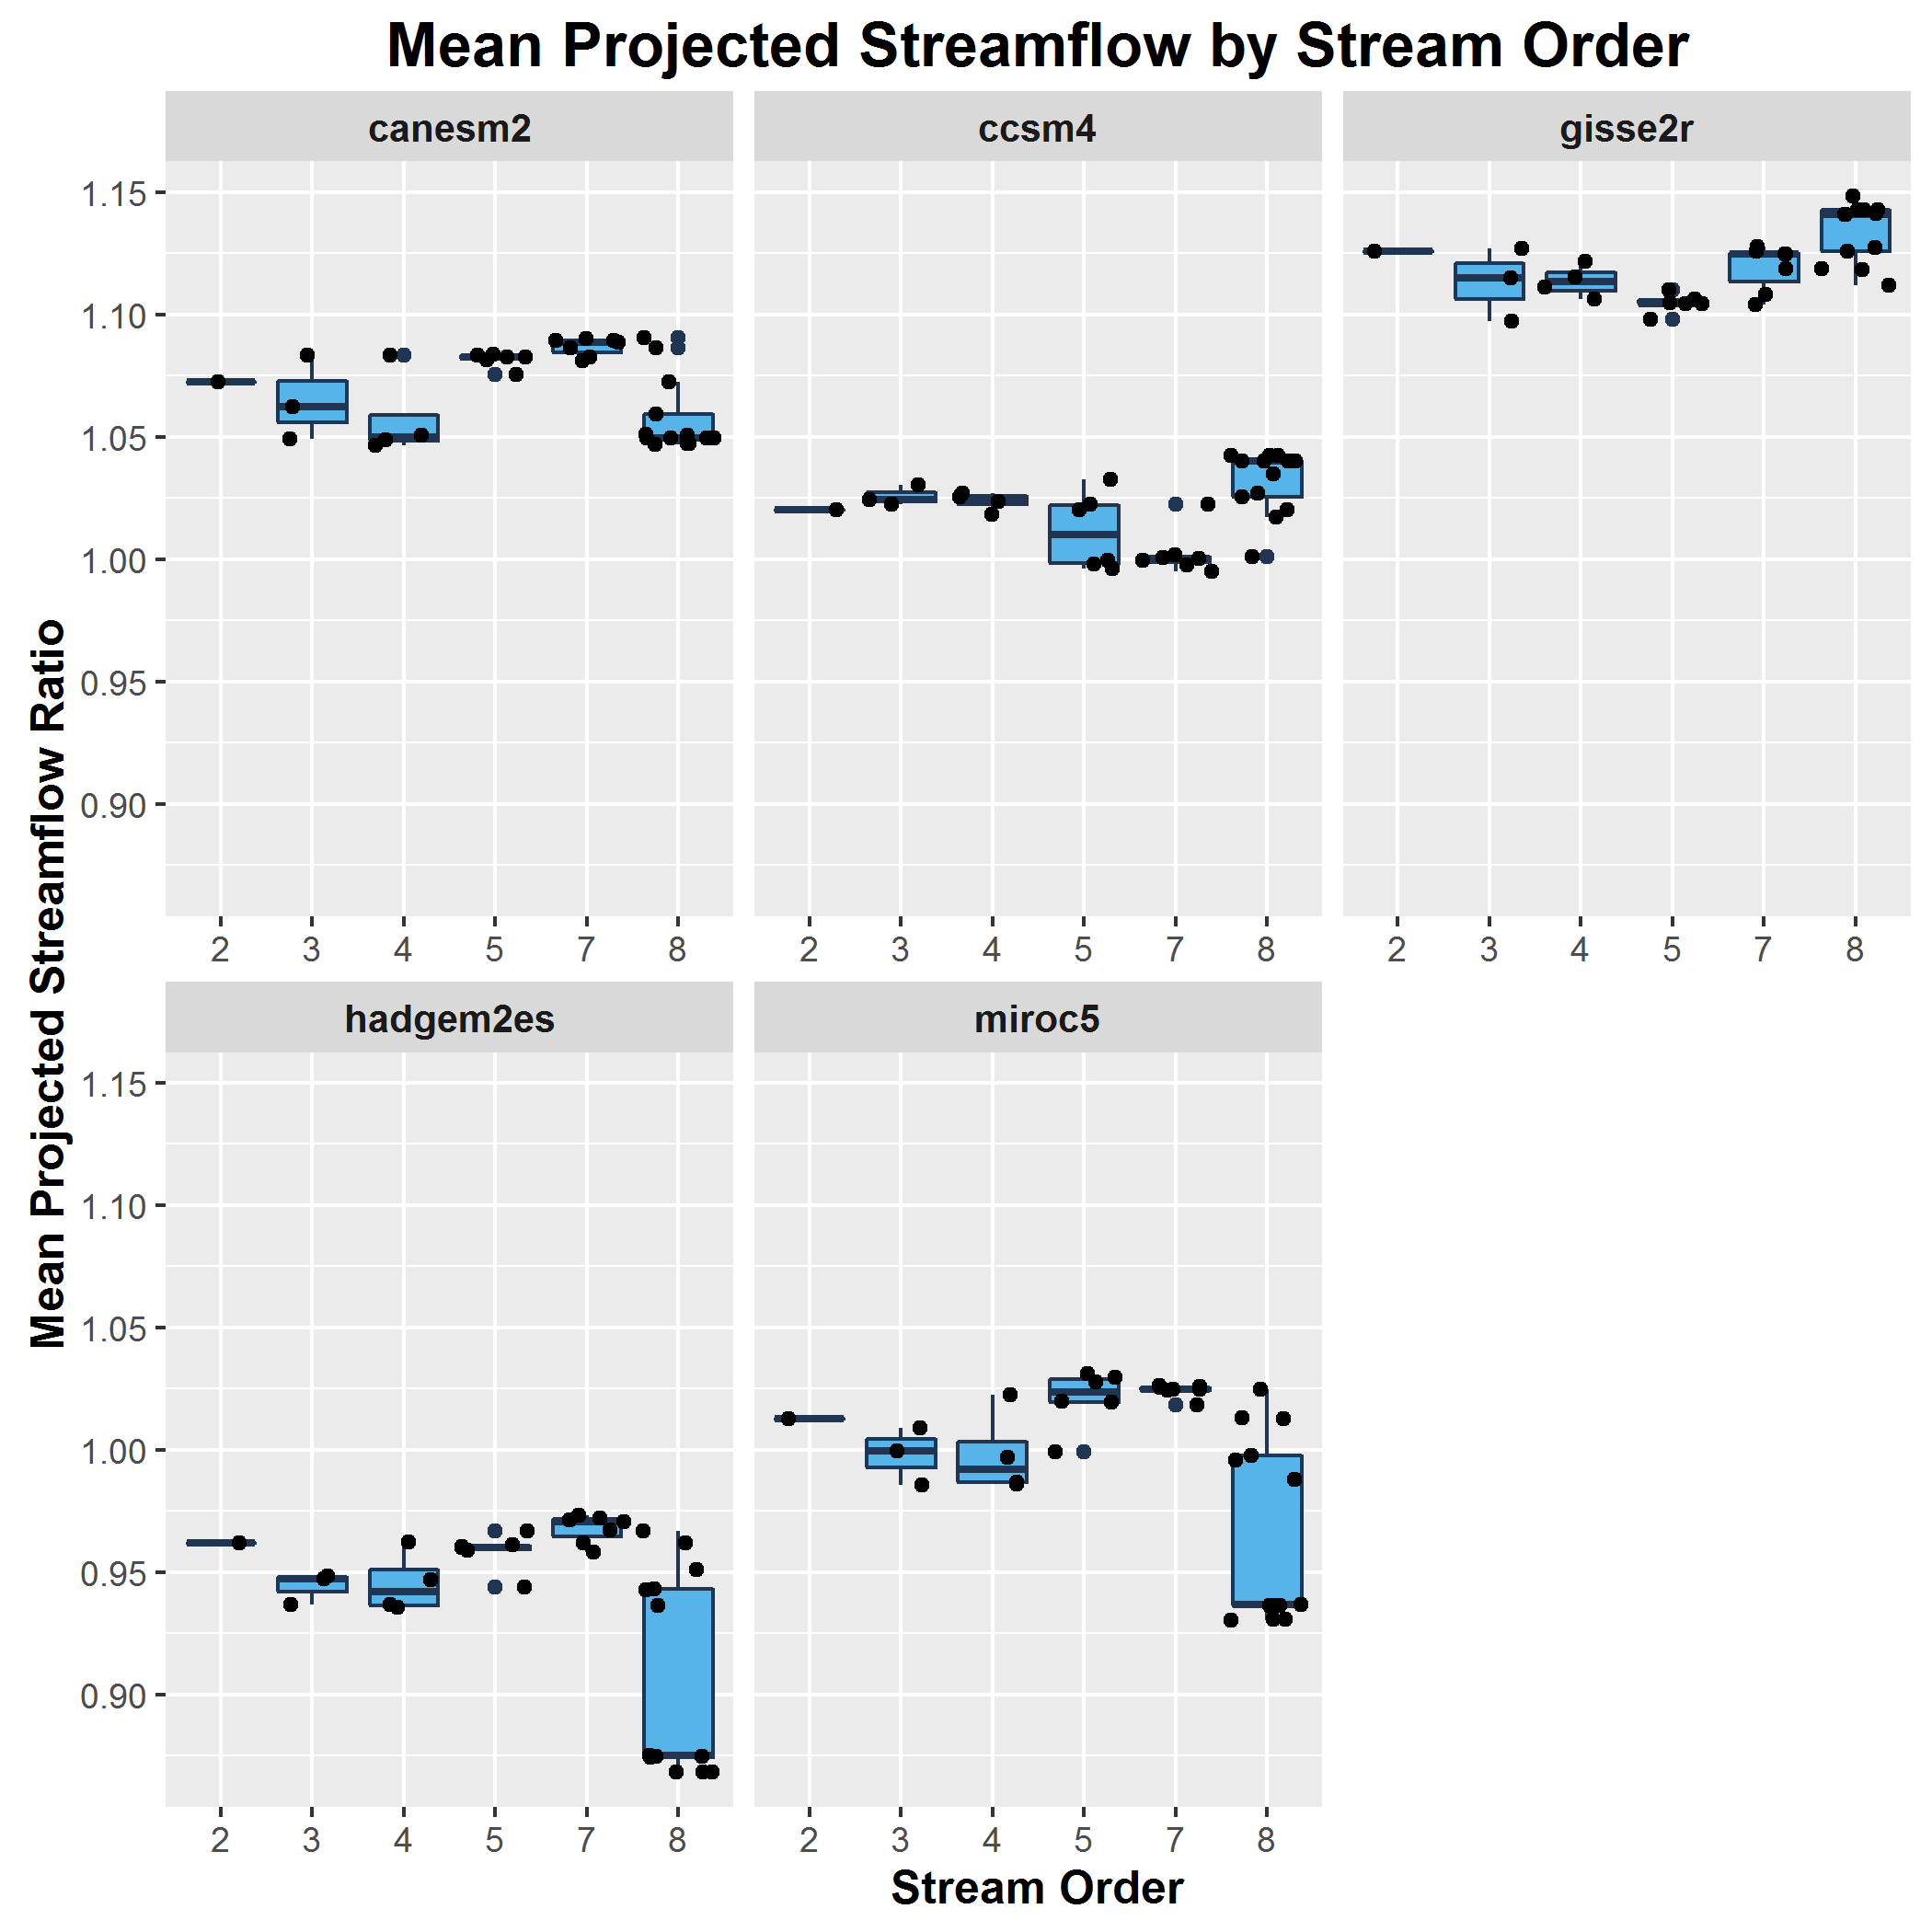 Mean Projected Streamflow by Stream Order
canesm2 ccsm4 gisse2r
Mean Projected Streamflow Ratio
1.15
1.10
1.05
1.00
0.95
0.90
2 3 4 5 7 8 2 3 4 5 7 8 2 3 4 5 7 8
hadgem2es miroc5
1.15
1.10
1.05
1.00
0.95
0.90
2 3 4 5 7 8 2 3 4 5 7 8
Stream Order